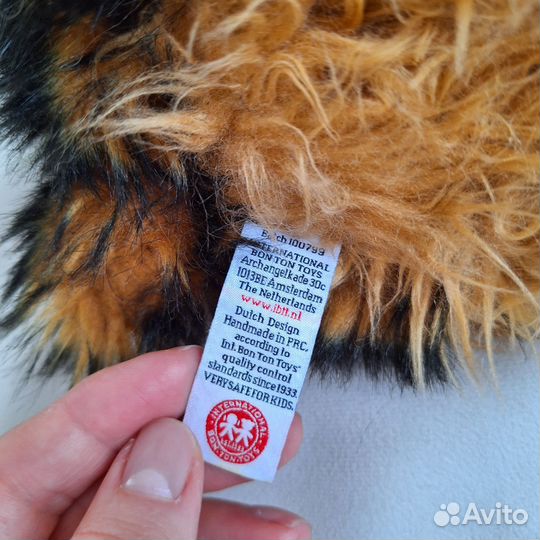 Batch 100799
INTERNATIONAL
BON TON TOYS
Archangelkade 30c
1013BE Amsterdam
The Netherlands
www.ibtt.nl
Dutch Design
Handmade in PRC.
according to
Int. Bon Ton Toys'
quality control
standards since 1933.
VERY SAFE FOR KIDS.
INTERNATIONAL
BON·TON·TOYS
Avito